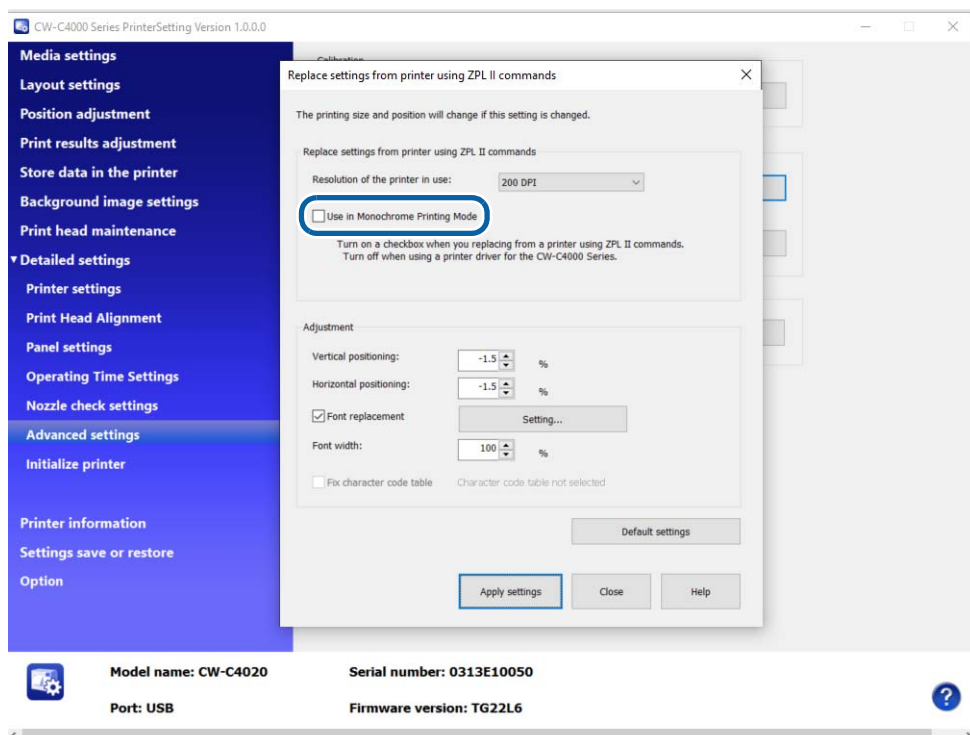 CW-C4000 Series PrinterSetting Version 1.0.0.0
Media settings
Layout settings
Position adjustment
Print results adjustment
Store data in the printer
Background image settings
Print head maintenance
Detailed settings
Printer settings
Print Head Alignment
Panel settings
Operating Time Settings
Nozzle check settings
Advanced settings
Initialize printer
Printer information
Settings save or restore
Option
Calibration
Replace settings from printer using ZPL II commands
The printing size and position will change if this setting is changed.
Replace settings from printer using ZPL II commands
Resolution of the printer in use: 200 DPI
Use in Monochrome Printing Mode
Turn on a checkbox when you replacing from a printer using ZPL II commands.
Turn off when using a printer driver for the CW-C4000 Series.
Adjustment
Vertical positioning: -1.5 %
Horizontal positioning: -1.5 %
Font replacement Setting...
Font width: 100 %
Fix character code table Character code table not selected
Default settings
Apply settings Close Help
Model name: CW-C4020 Serial number: 0313E10050
Port: USB Firmware version: TG22L6
?